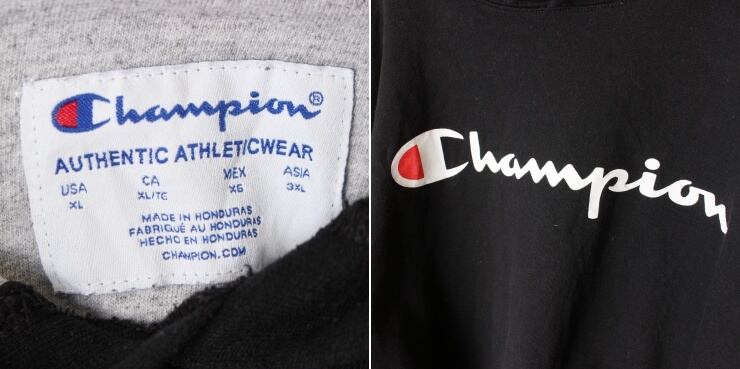 Champion®
AUTHENTIC ATHLETICWEAR
USA CA MEX ASIA
XL XL/TG XG 3XL
MADE IN HONDURAS
FABRIQUÉ AU HONDURAS
HECHO EN HONDURAS
CHAMPION.COM
Champion